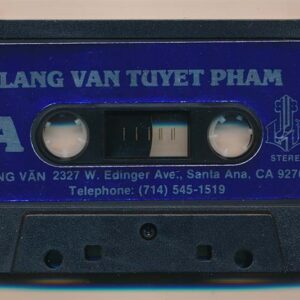 LANG VAN TUYET PHAM
A
STERE
NG VĂN 2327 W. Edinger Ave., Santa Ana, CA 9270
Telephone: (714) 545-1519